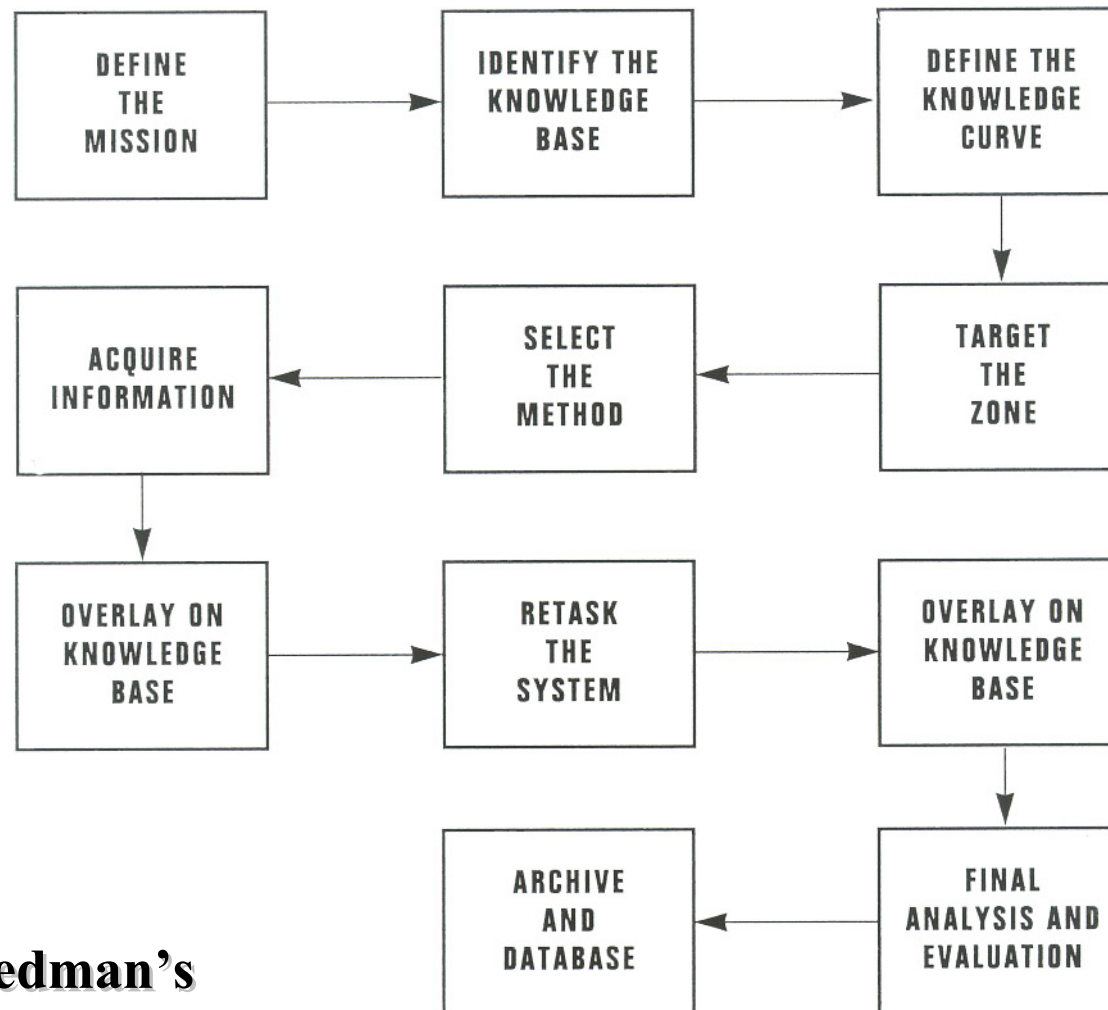 DEFINE
THE
MISSION
IDENTIFY THE
KNOWLEDGE
BASE
DEFINE THE
KNOWLEDGE
CURVE
TARGET
THE
ZONE
SELECT
THE
METHOD
ACQUIRE
INFORMATION
OVERLAY ON
KNOWLEDGE
BASE
RETASK
THE
SYSTEM
OVERLAY ON
KNOWLEDGE
BASE
FINAL
ANALYSIS AND
EVALUATION
ARCHIVE
AND
DATABASE
edman’s